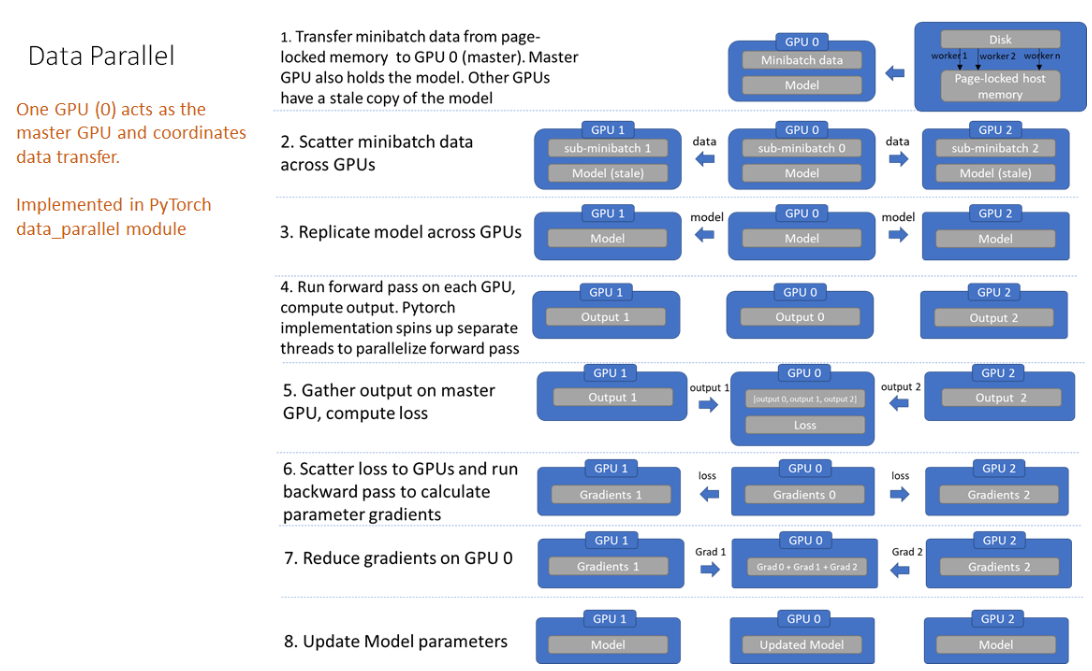 Data Parallel
One GPU (0) acts as the
master GPU and coordinates
data transfer.
Implemented in PyTorch
data_parallel module
1. Transfer minibatch data from page-
locked memory to GPU 0 (master). Master
GPU also holds the model. Other GPUs
have a stale copy of the model
GPU 0
Minibatch data
Model
Disk
worker 1 worker 2 worker n
Page-locked host
memory
2. Scatter minibatch data
across GPUs
GPU 1
sub-minibatch 1
Model (stale)
data
GPU 0
sub-minibatch 0
Model
data
GPU 2
sub-minibatch 2
Model (stale)
3. Replicate model across GPUs
GPU 1
Model
model
GPU 0
Model
model
GPU 2
Model
4. Run forward pass on each GPU,
compute output. Pytorch
implementation spins up separate
threads to parallelize forward pass
GPU 1
Output 1
GPU 0
Output 0
GPU 2
Output 2
5. Gather output on master
GPU, compute loss
GPU 1
Output 1
output 1
GPU 0
[output 0, output 1, output 2]
Loss
output 2
GPU 2
Output 2
6. Scatter loss to GPUs and run
backward pass to calculate
parameter gradients
GPU 1
Gradients 1
loss
GPU 0
Gradients 0
loss
GPU 2
Gradients 2
7. Reduce gradients on GPU 0
GPU 1
Gradients 1
Grad 1
GPU 0
Grad 0 + Grad 1 + Grad 2
Grad 2
GPU 2
Gradients 2
8. Update Model parameters
GPU 1
Model
GPU 0
Updated Model
GPU 2
Model